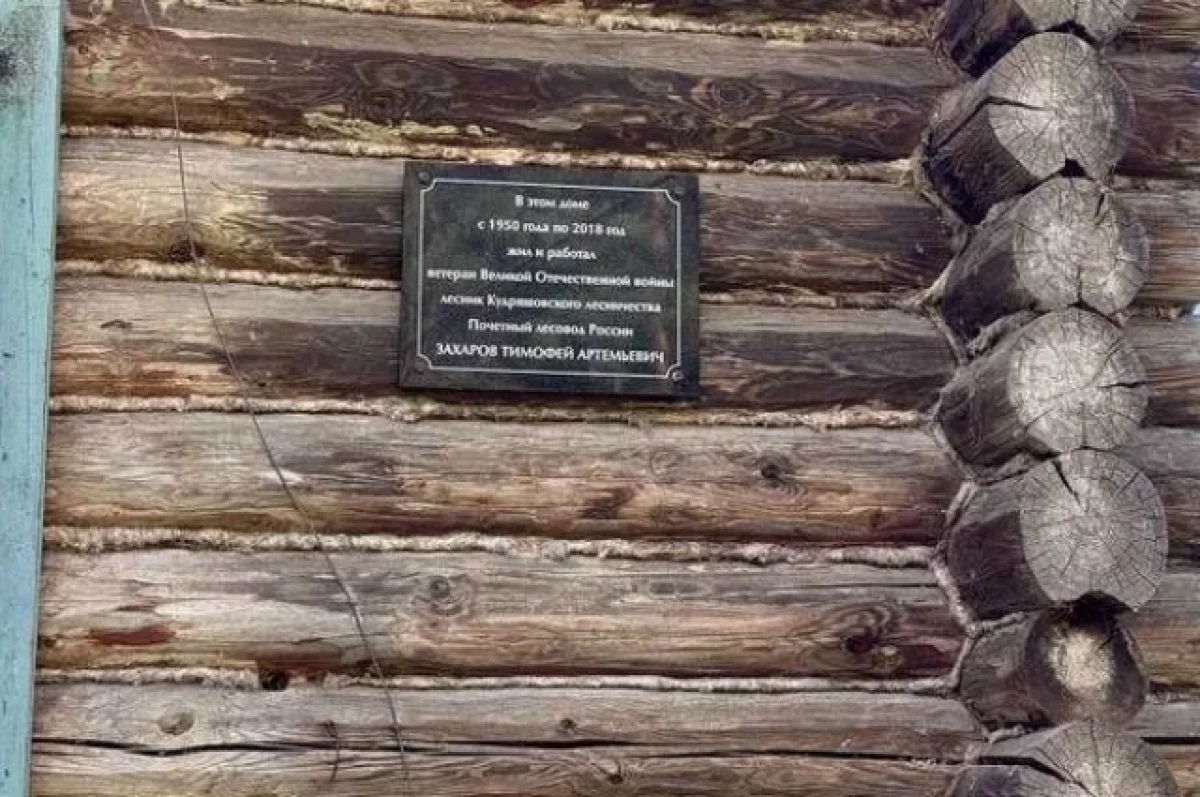 В этом доме
с 1950 года по 2018 год
жил и работал
ветеран Великой Отечественной войны
лесник Кудряшовского лесничества
Почетный лесовод России
ЗАХАРОВ ТИМОФЕЙ АРТЕМЬЕВИЧ